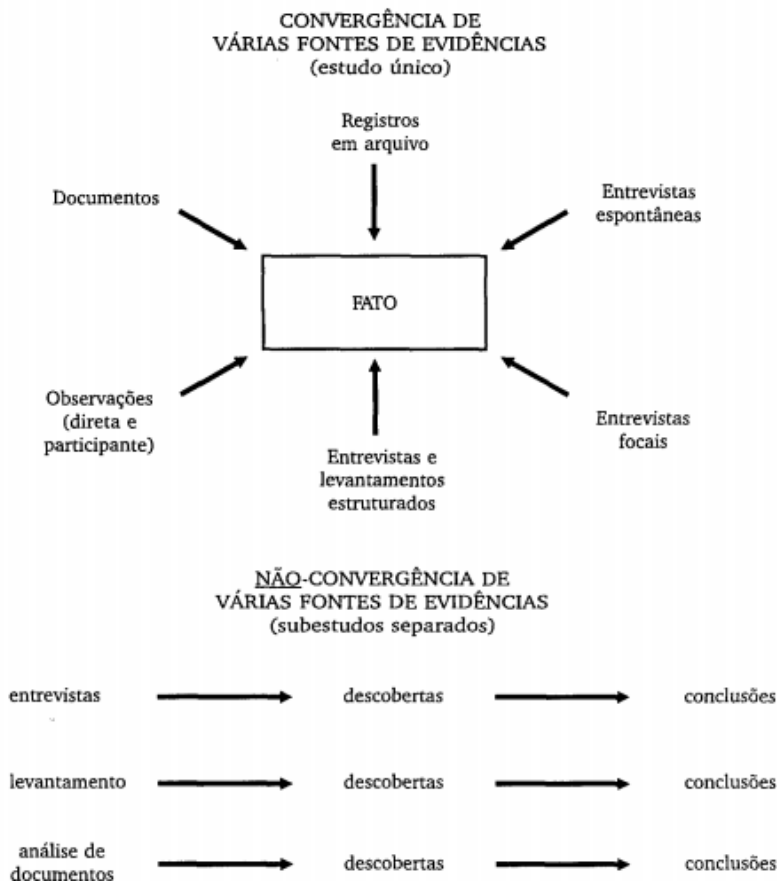 CONVERGÊNCIA DE
VÁRIAS FONTES DE EVIDÊNCIAS
(estudo único)
Registros
em arquivo
Documentos
Entrevistas
espontâneas
FATO
Observações
(direta e
participante)
Entrevistas e
levantamentos
estruturados
Entrevistas
focais
NÃO-CONVERGÊNCIA DE
VÁRIAS FONTES DE EVIDÊNCIAS
(subestudos separados)
entrevistas descobertas conclusões
levantamento descobertas conclusões
análise de
documentos descobertas conclusões